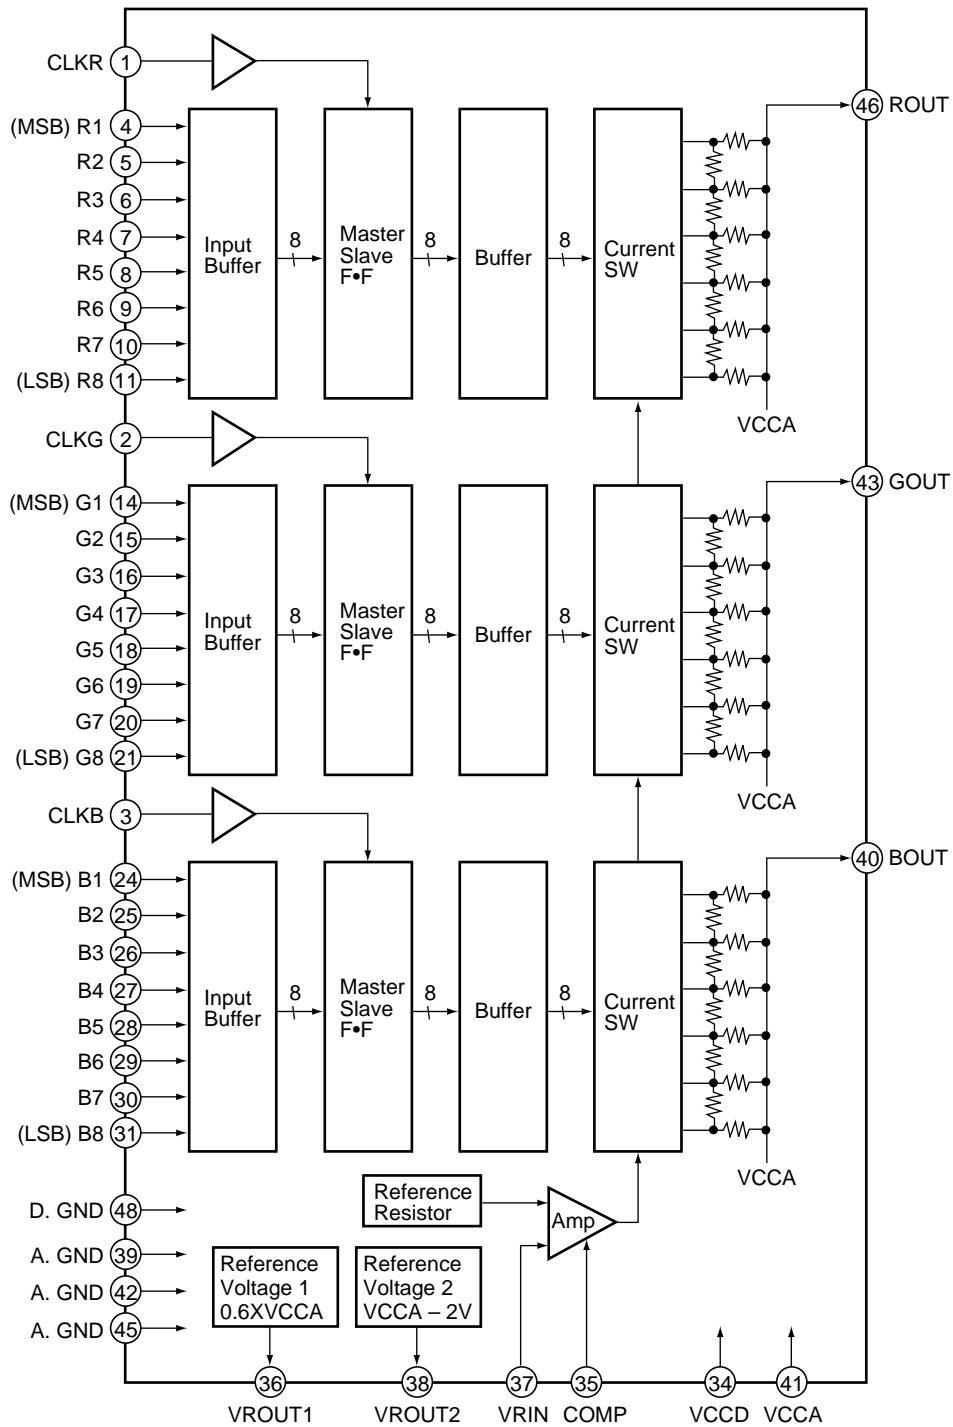 CLKR 1
(MSB) R1 4
R2 5
R3 6
R4 7
R5 8
R6 9
R7 10
(LSB) R8 11
Input
Buffer
8
Master
Slave
F•F
8
Buffer
8
Current
SW
46 ROUT
VCCA
CLKG 2
(MSB) G1 14
G2 15
G3 16
G4 17
G5 18
G6 19
G7 20
(LSB) G8 21
Input
Buffer
8
Master
Slave
F•F
8
Buffer
8
Current
SW
43 GOUT
VCCA
CLKB 3
(MSB) B1 24
B2 25
B3 26
B4 27
B5 28
B6 29
B7 30
(LSB) B8 31
Input
Buffer
8
Master
Slave
F•F
8
Buffer
8
Current
SW
40 BOUT
VCCA
D. GND 48
A. GND 39
A. GND 42
A. GND 45
Reference
Resistor
Amp
Reference
Voltage 1
0.6XVCCA
Reference
Voltage 2
VCCA – 2V
36 38 37 35 34 41
VROUT1 VROUT2 VRIN COMP VCCD VCCA